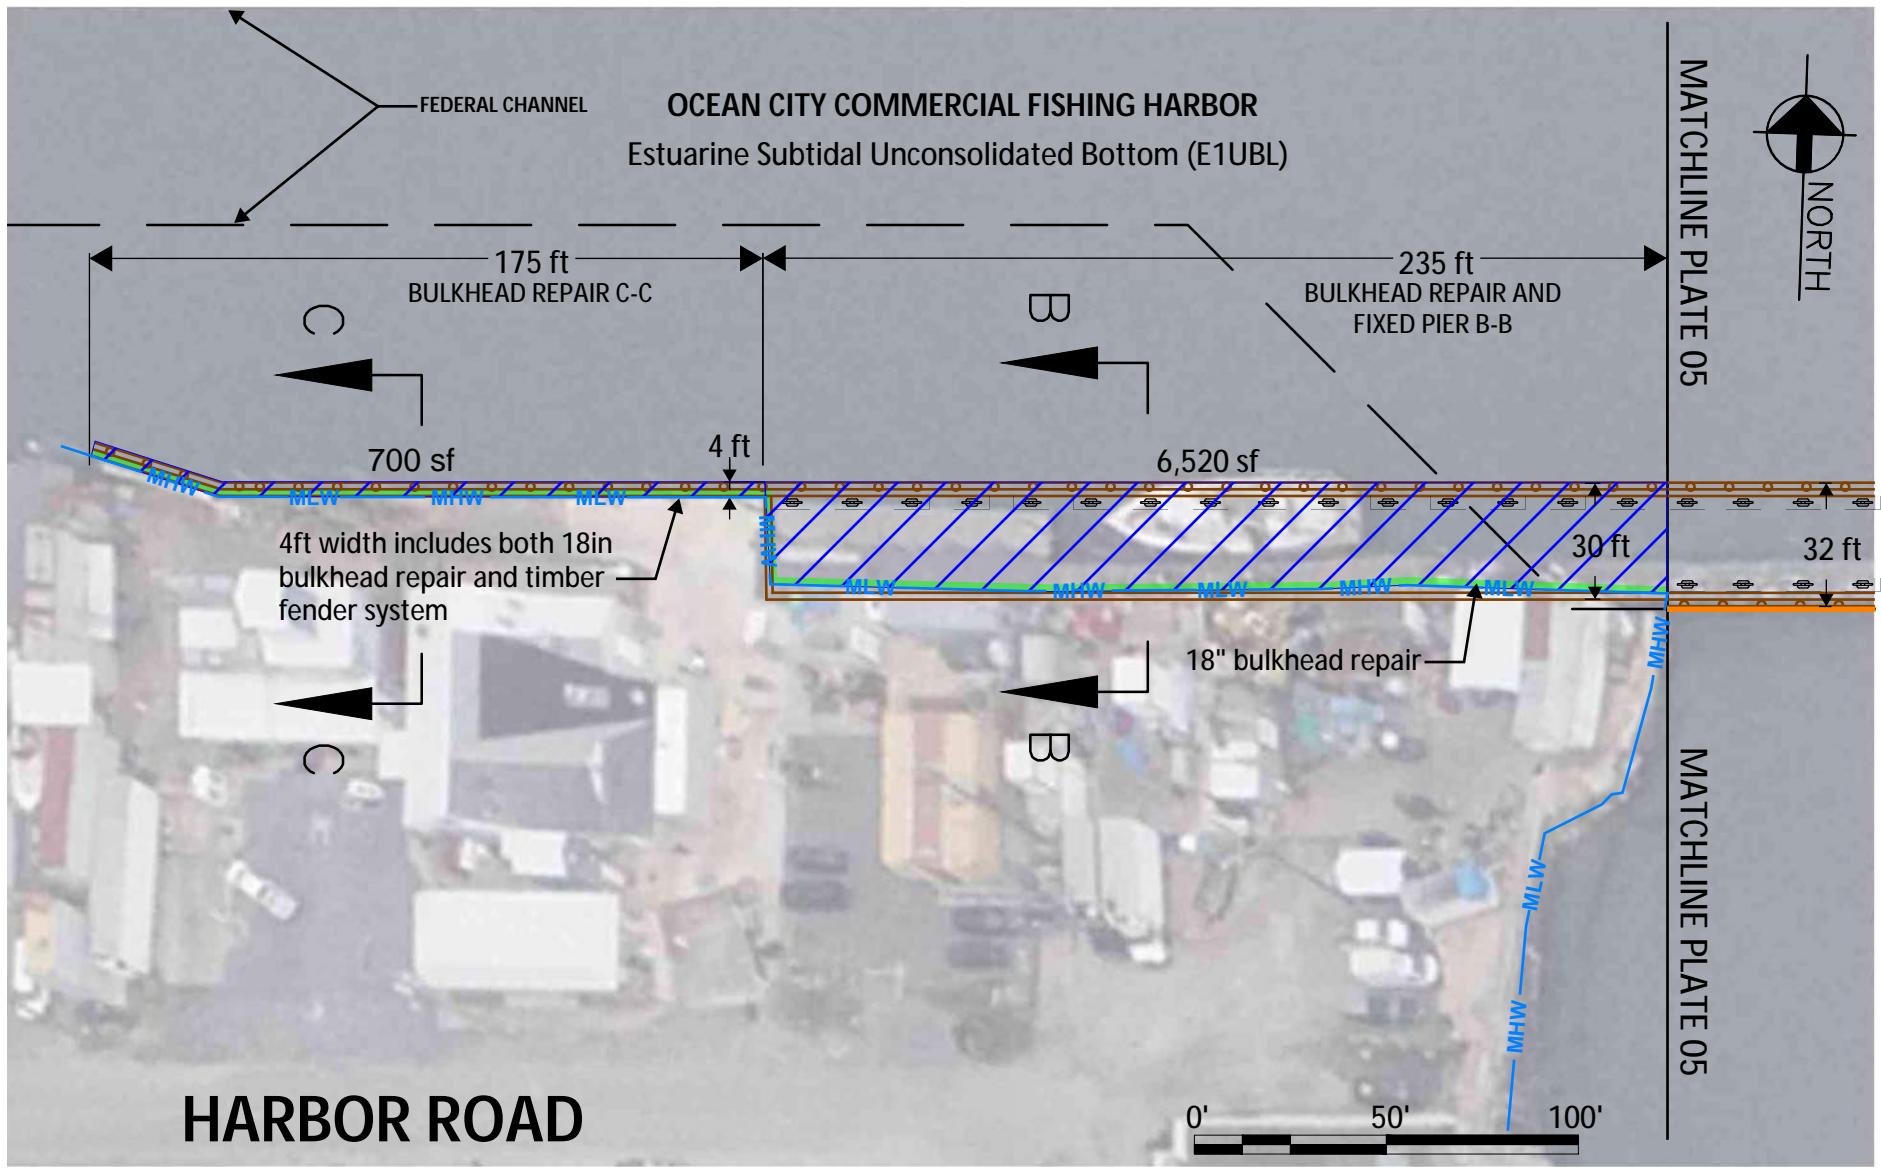 FEDERAL CHANNEL
OCEAN CITY COMMERCIAL FISHING HARBOR
Estuarine Subtidal Unconsolidated Bottom (E1UBL)
MATCHLINE PLATE 05
NORTH
175 ft
BULKHEAD REPAIR C-C
235 ft
BULKHEAD REPAIR AND
FIXED PIER B-B
C
B
700 sf
4 ft
6,520 sf
MHW
MLW
MHW
MLW
MHW
4ft width includes both 18in
bulkhead repair and timber
fender system
30 ft
32 ft
MLW
MHW
MLW
MHW
MLW
18" bulkhead repair
MHW
C
B
MATCHLINE PLATE 05
MLW
MHW
HARBOR ROAD
0' 50' 100'